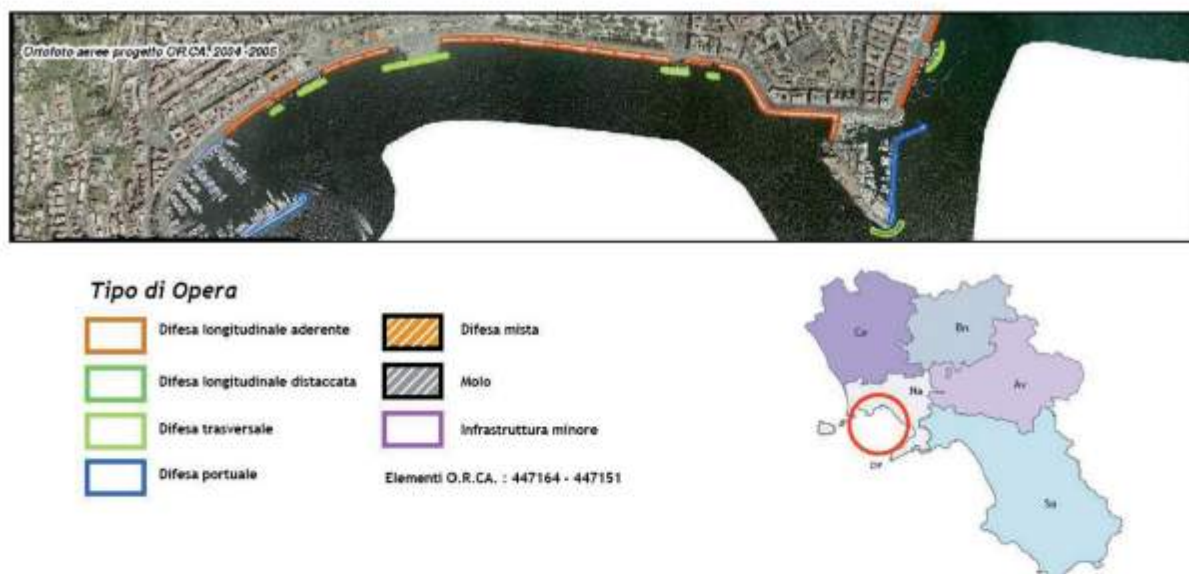 Ortofoto aeree progetto O.R.CA. 2004 -2005
Tipo di Opera
Difesa longitudinale aderente
Difesa longitudinale distaccata
Difesa trasversale
Difesa portuale
Difesa mista
Molo
Infrastruttura minore
Elementi O.R.CA. : 447164 - 447151
Ce
Bn
Na
Av
Sa